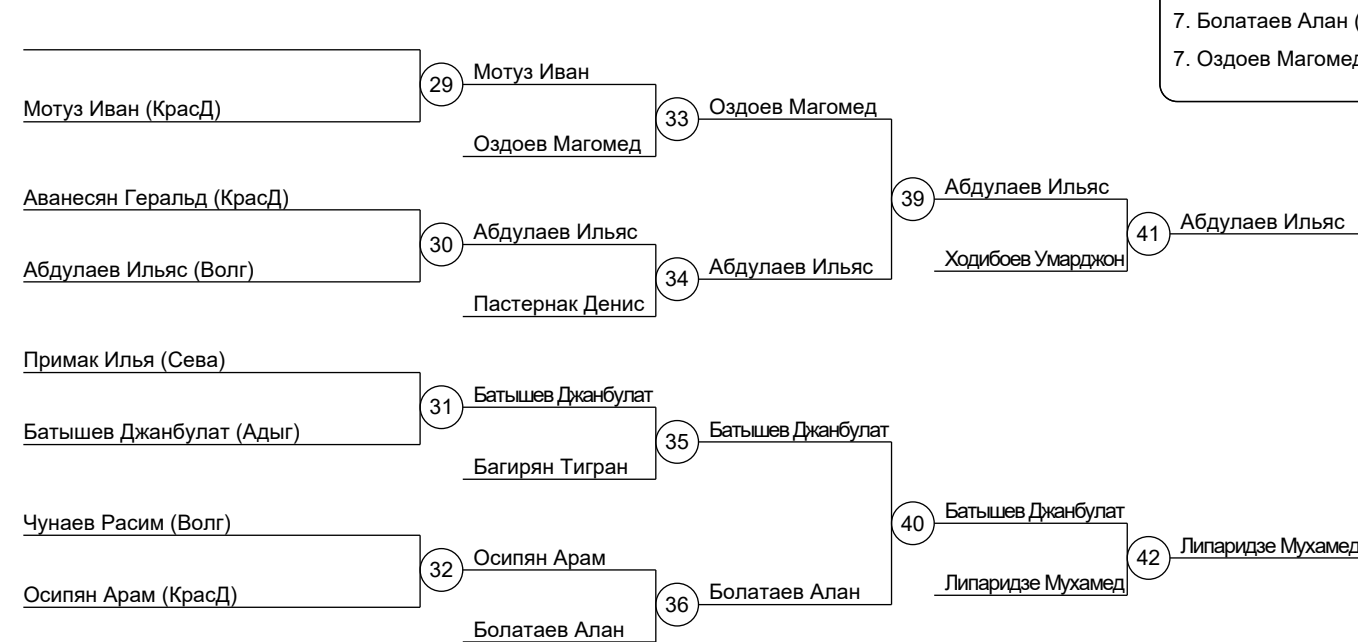 7. Болатаев Алан (
7. Оздоев Магомед
29
Мотуз Иван
Мотуз Иван (КрасД)
33
Оздоев Магомед
Оздоев Магомед
Аванесян Геральд (КрасД)
39
Абдулаев Ильяс
30
Абдулаев Ильяс
41
Абдулаев Ильяс
Абдулаев Ильяс (Волг)
34
Абдулаев Ильяс
Ходибоев Умарджон
Пастернак Денис
Примак Илья (Сева)
31
Батышев Джанбулат
Батышев Джанбулат (Адыг)
35
Батышев Джанбулат
Багирян Тигран
Чунаев Расим (Волг)
40
Батышев Джанбулат
32
Осипян Арам
42
Липаридзе Мухамед
Осипян Арам (КрасД)
36
Болатаев Алан
Липаридзе Мухамед
Болатаев Алан